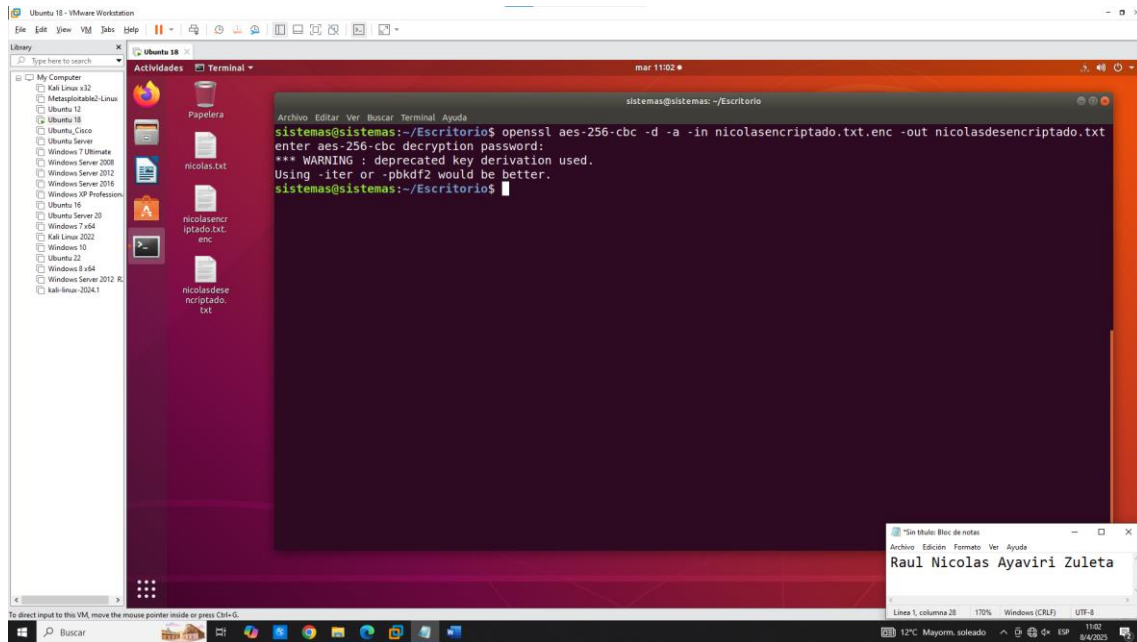 Ubuntu 18 - VMware Workstation
File Edit View VM Tabs Help
Library
Type here to search
My Computer
Kali Linux x32
Metasploitable2-Linux
Ubuntu 12
Ubuntu 18
Ubuntu_Cisco
Ubuntu Server
Windows 7 Ultimate
Windows Server 2008
Windows Server 2012
Windows Server 2016
Windows XP Profession
Ubuntu 16
Ubuntu Server 20
Windows 7 x64
Kali Linux 2022
Windows 10
Ubuntu 22
Windows 8 x64
Windows Server 2012 R
kali-linux-2024.1
Ubuntu 18
Actividades Terminal mar 11:02
Papelera
nicolas.txt
nicolasencr
iptado.txt.
enc
nicolasdese
ncriptado.
txt
sistemas@sistemas: ~/Escritorio
Archivo Editar Ver Buscar Terminal Ayuda
sistemas@sistemas:~/Escritorio$ openssl aes-256-cbc -d -a -in nicolasencriptado.txt.enc -out nicolasdesencriptado.txt
enter aes-256-cbc decryption password:
*** WARNING : deprecated key derivation used.
Using -iter or -pbkdf2 would be better.
sistemas@sistemas:~/Escritorio$
*Sin título: Bloc de notas
Archivo Edición Formato Ver Ayuda
Raul Nicolas Ayaviri Zuleta
Línea 1, columna 28 170% Windows (CRLF) UTF-8
To direct input to this VM, move the mouse pointer inside or press Ctrl+G.
Buscar
12°C Mayorm. soleado ESP 11:02
8/4/2025